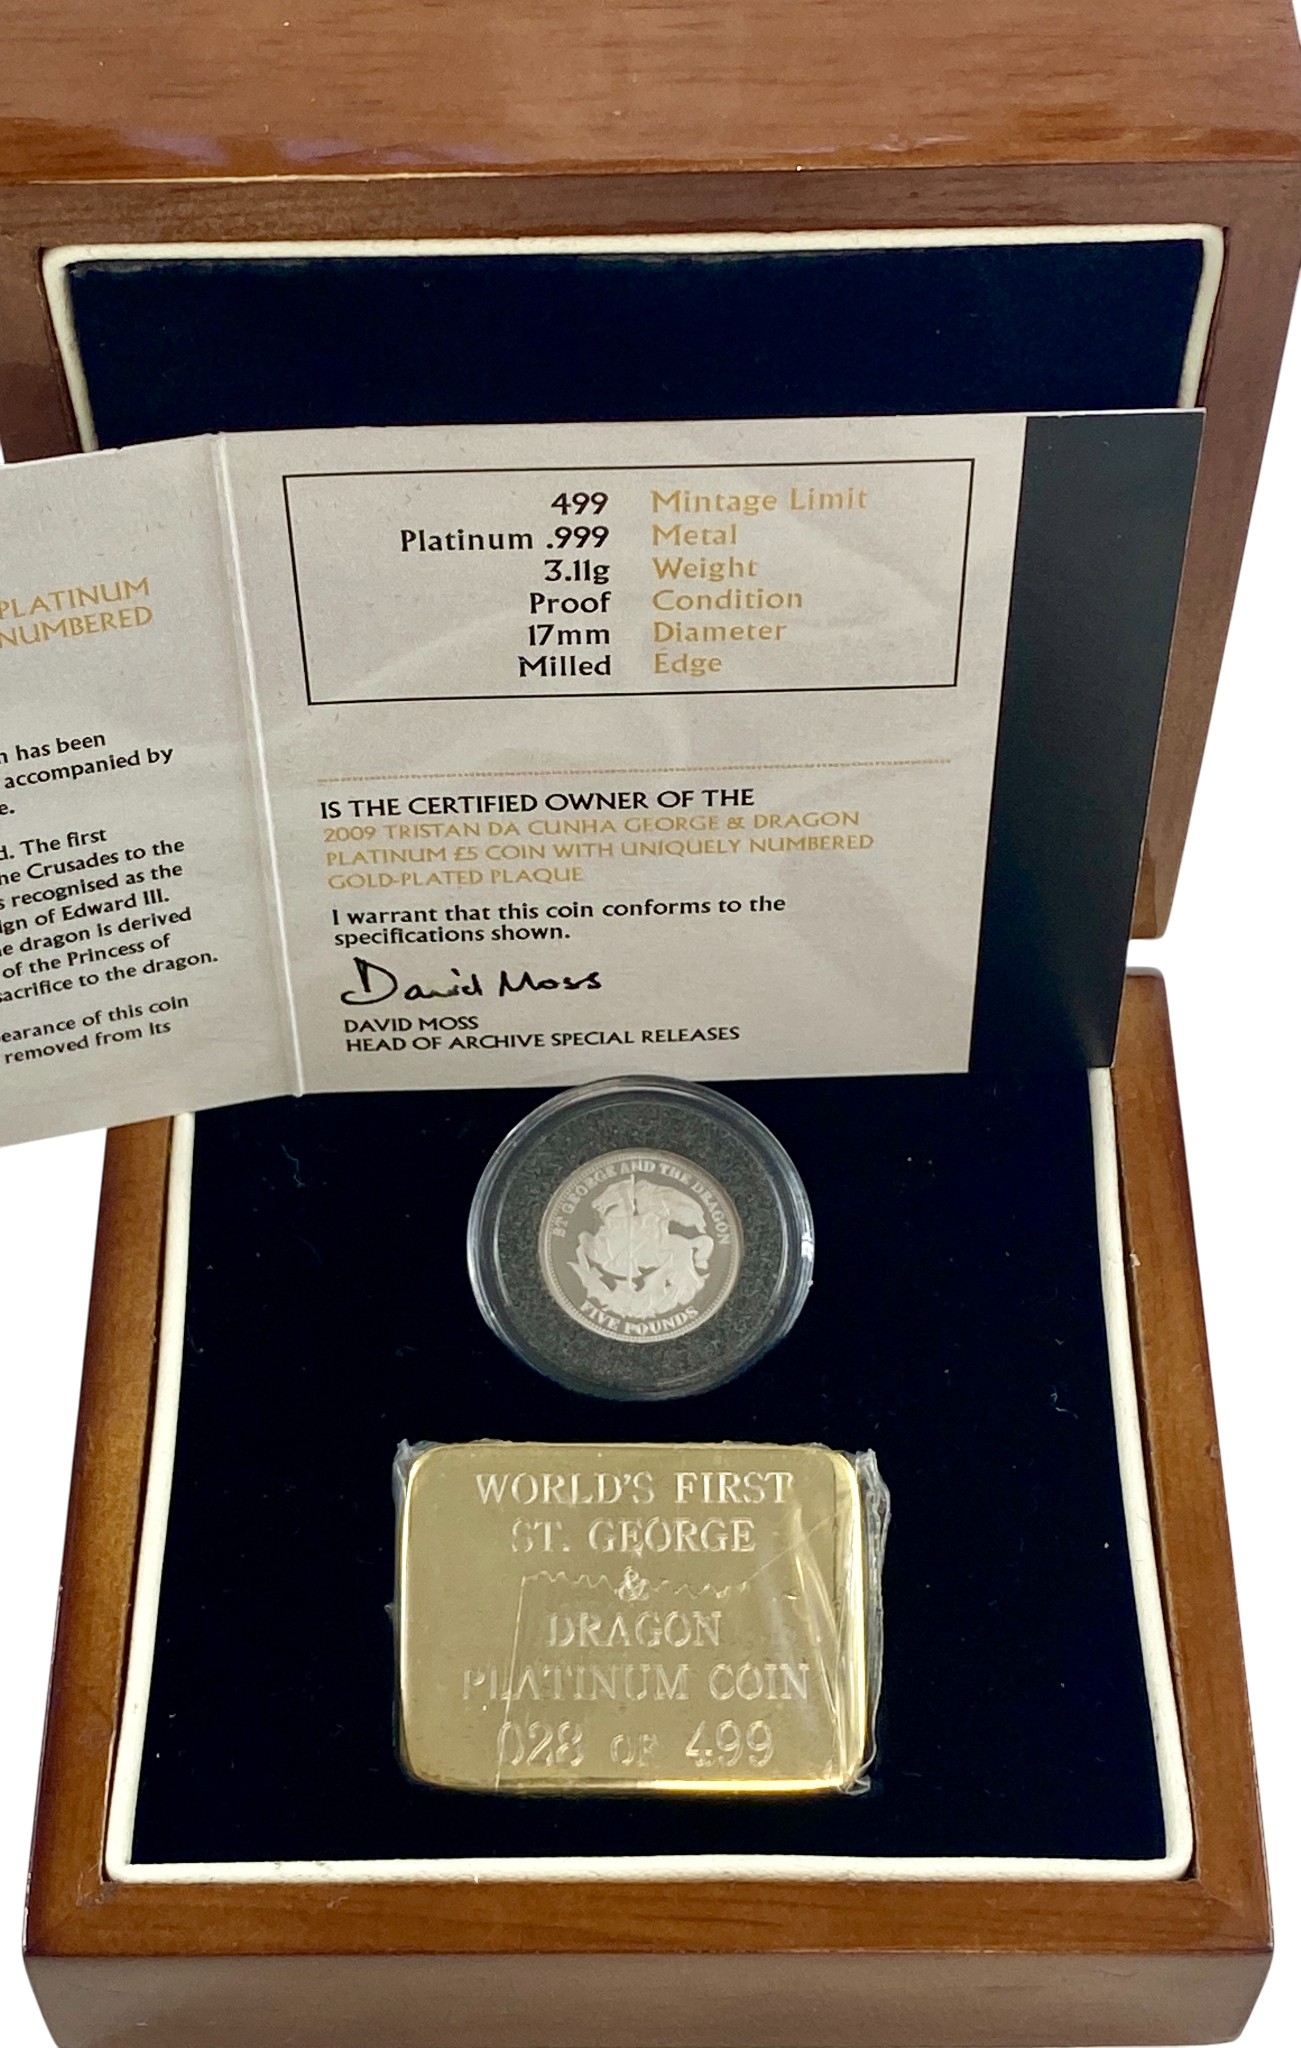 PLATINUM
NUMBERED
has been
accompanied by
The first
Crusades to the
recognised as the
of Edward III.
dragon is derived
of the Princess of
sacrifice to the dragon.
of this coin
removed from its
499 Mintage Limit
Platinum .999 Metal
3.11g Weight
Proof Condition
17mm Diameter
Milled Edge
IS THE CERTIFIED OWNER OF THE
2009 TRISTAN DA CUNHA GEORGE & DRAGON
PLATINUM £5 COIN WITH UNIQUELY NUMBERED
GOLD-PLATED PLAQUE
I warrant that this coin conforms to the
specifications shown.
David Moss
DAVID MOSS
HEAD OF ARCHIVE SPECIAL RELEASES
ST GEORGE AND THE DRAGON
FIVE POUNDS
WORLD'S FIRST
ST. GEORGE
&
DRAGON
PLATINUM COIN
028 OF 499